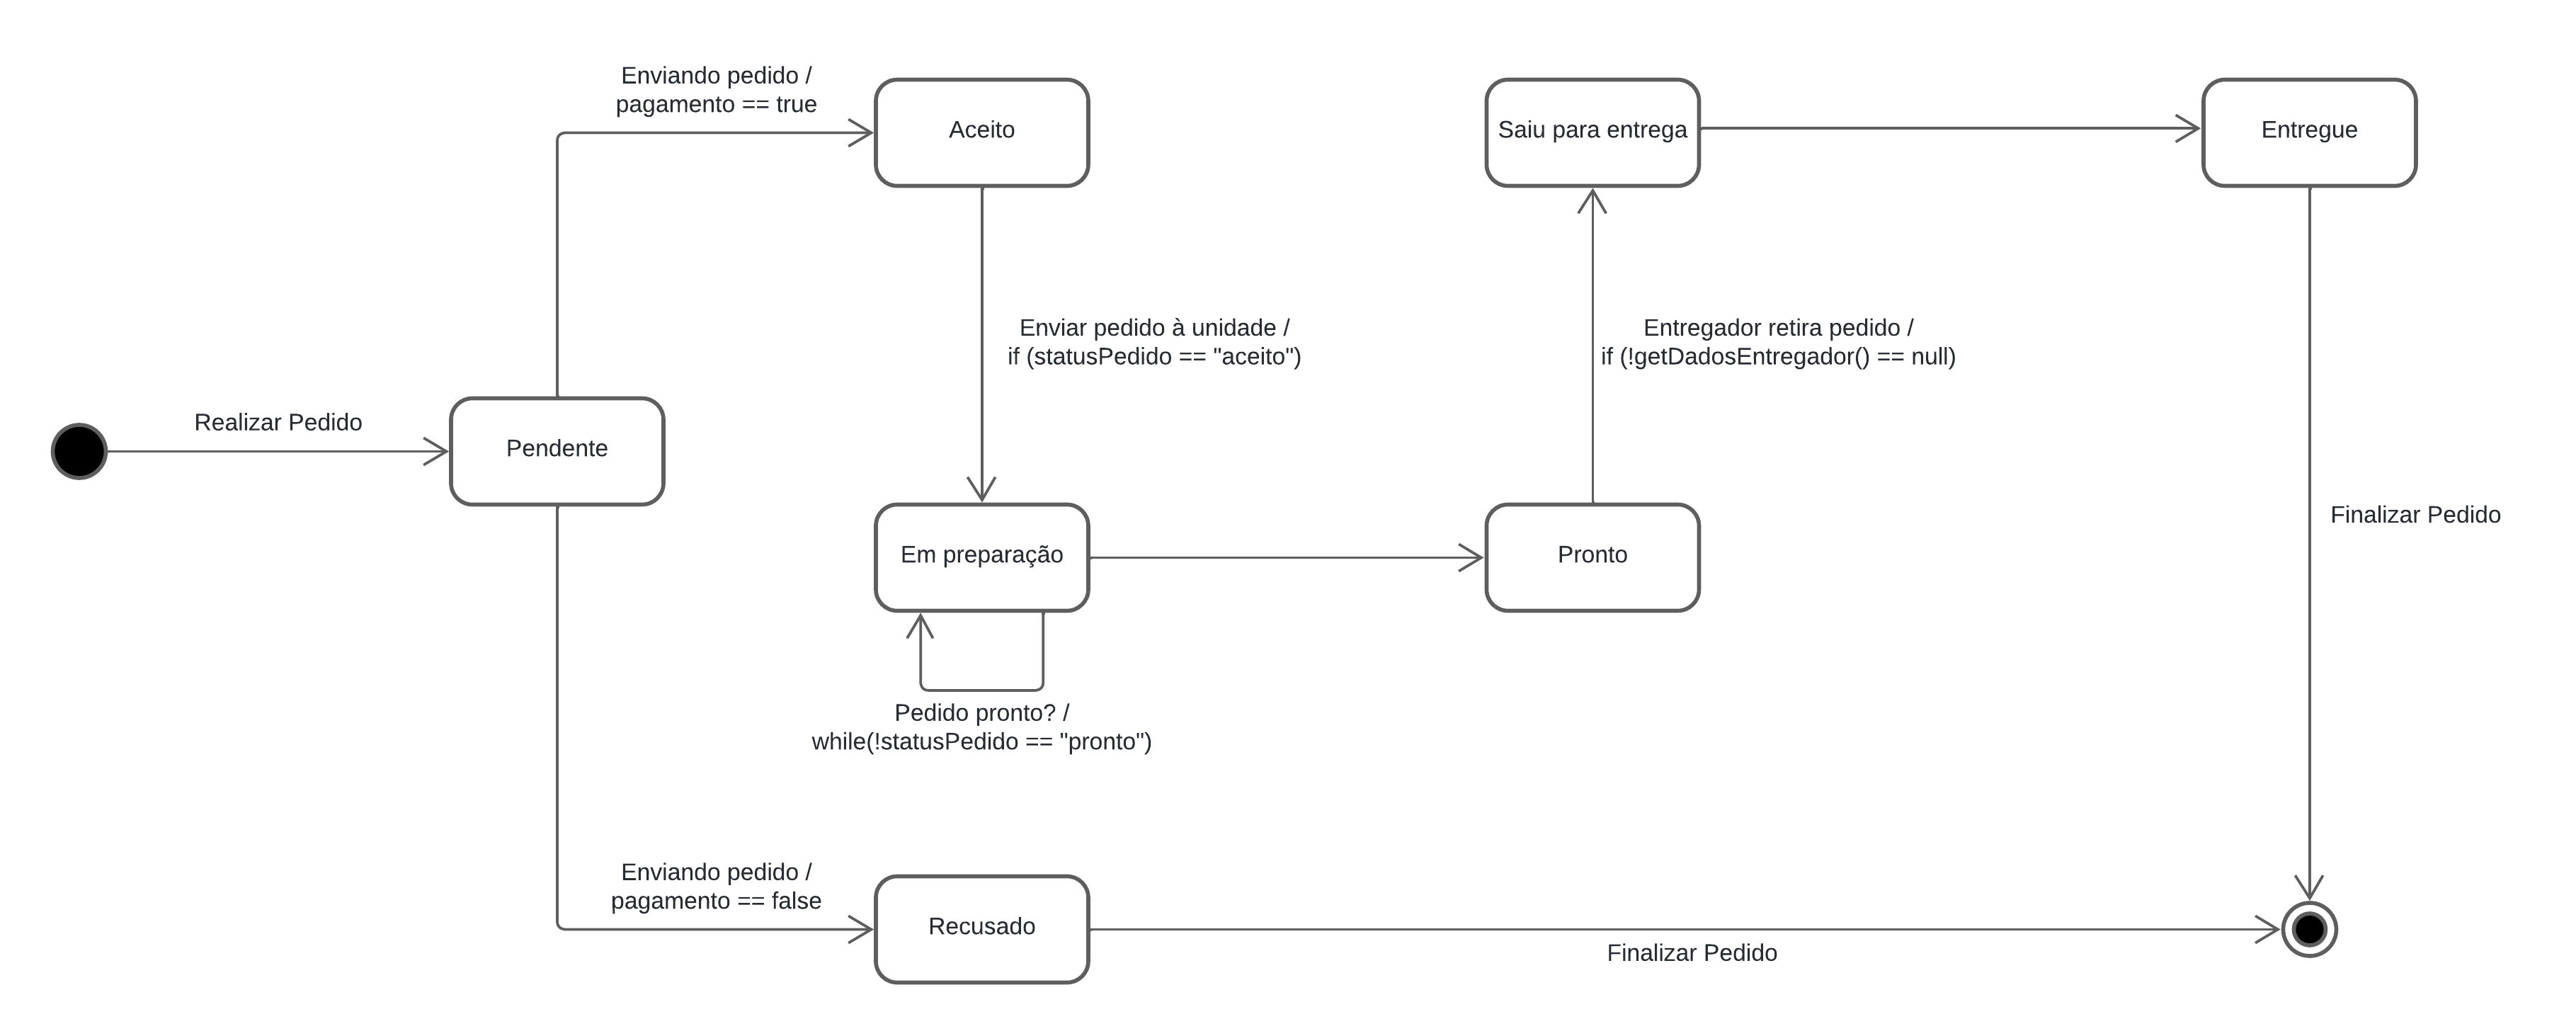 Enviando pedido /
pagamento == true
Aceito
Saiu para entrega
Entregue
Enviar pedido à unidade /
if (statusPedido == "aceito")
Entregador retira pedido /
if (!getDadosEntregador() == null)
Realizar Pedido
Pendente
Finalizar Pedido
Em preparação
Pronto
Pedido pronto? /
while(!statusPedido == "pronto")
Enviando pedido /
pagamento == false
Recusado
Finalizar Pedido